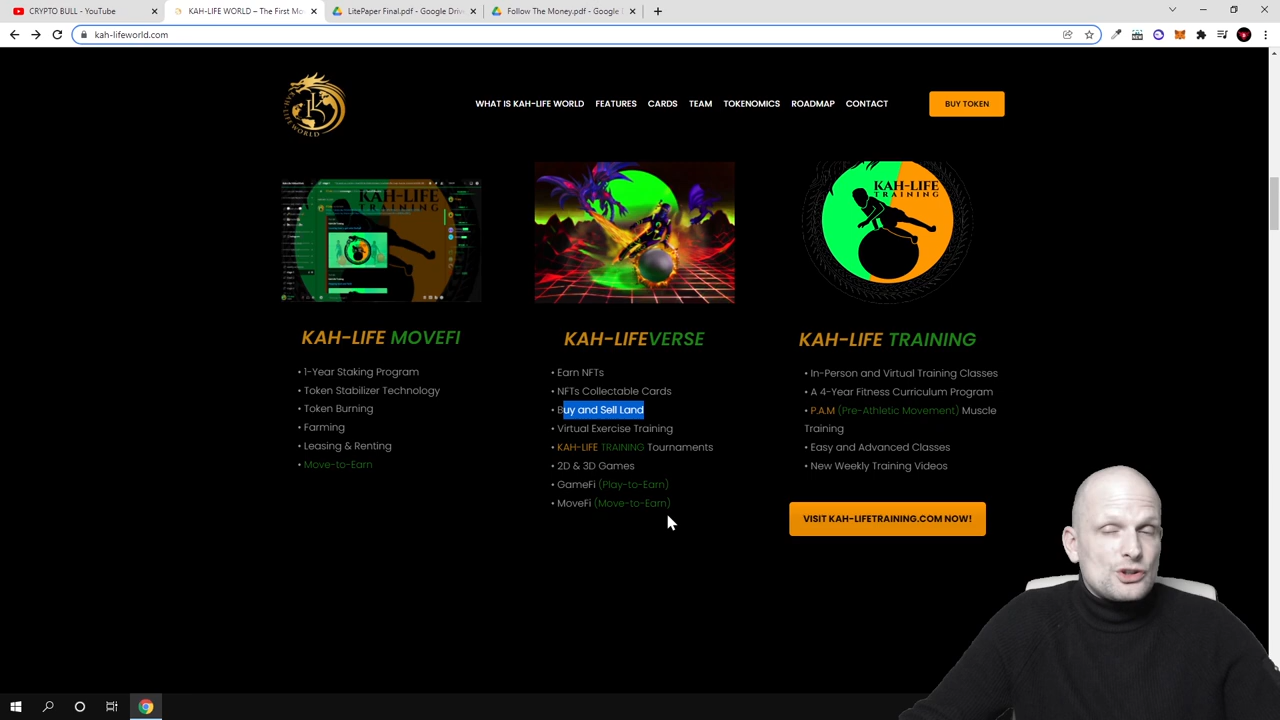 CRYPTO BULL - YouTube
KAH-LIFE WORLD – The First Mo
LitePaper Final.pdf - Google Drive
Follow The Money.pdf - Google
kah-lifeworld.com
KAH-LIFE WORLD
WHAT IS KAH-LIFE WORLD FEATURES CARDS TEAM TOKENOMICS ROADMAP CONTACT
BUY TOKEN
KAH-LIFE
TRAINING
KAH-LIFE
TRAINING
KAH-LIFE MOVEFI
• 1-Year Staking Program
• Token Stabilizer Technology
• Token Burning
• Farming
• Leasing & Renting
• Move-to-Earn
KAH-LIFEVERSE
• Earn NFTs
• NFTs Collectable Cards
• Buy and Sell Land
• Virtual Exercise Training
• KAH-LIFE TRAINING Tournaments
• 2D & 3D Games
• GameFi (Play-to-Earn)
• MoveFi (Move-to-Earn)
KAH-LIFE TRAINING
• In-Person and Virtual Training Classes
• A 4-Year Fitness Curriculum Program
• P.A.M (Pre-Athletic Movement) Muscle
Training
• Easy and Advanced Classes
• New Weekly Training Videos
VISIT KAH-LIFETRAINING.COM NOW!